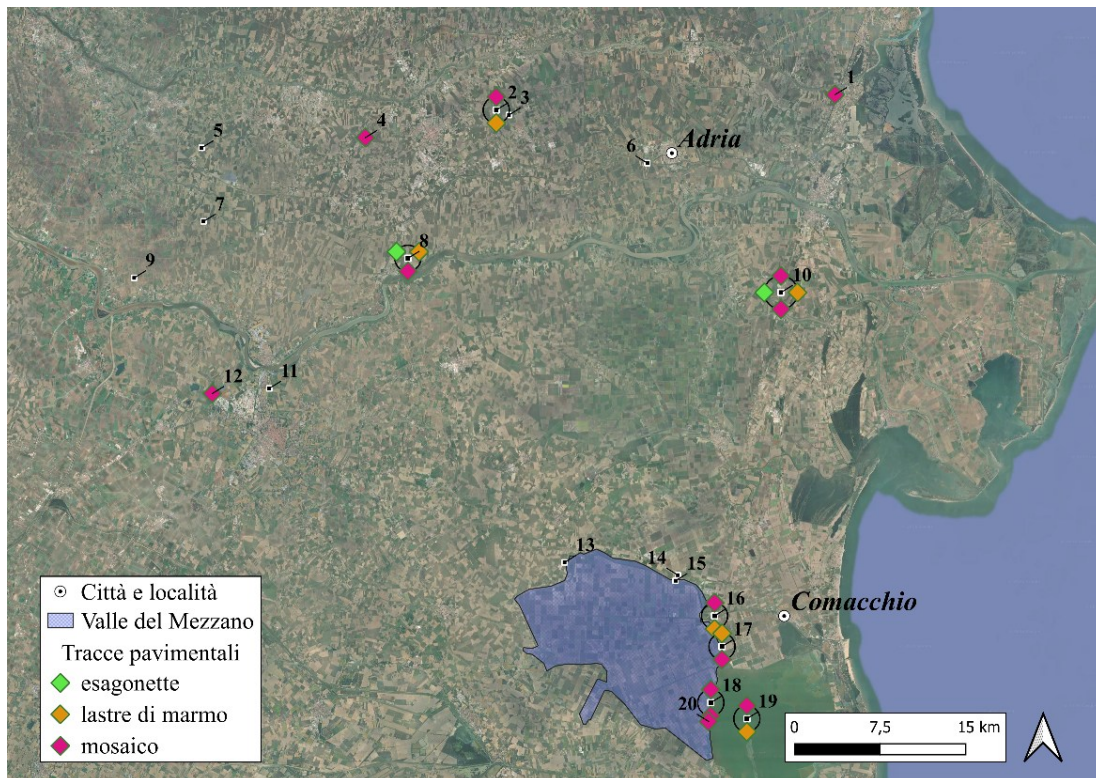 1
2
3
4
5
6
Adria
7
8
9
10
11
12
13
14
15
16
Comacchio
17
18
19
20
Città e località
Valle del Mezzano
Tracce pavimentali
esagonette
lastre di marmo
mosaico
0 7,5 15 km